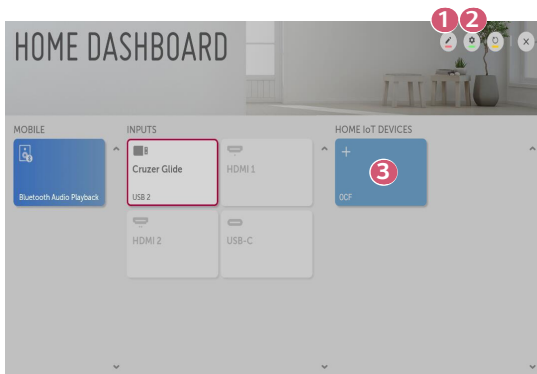 1 2
HOME DASHBOARD
MOBILE
INPUTS
HOME IoT DEVICES
Bluetooth Audio Playback
Cruzer Glide
USB 2
HDMI 1
HDMI 2
USB-C
+
3
OCF